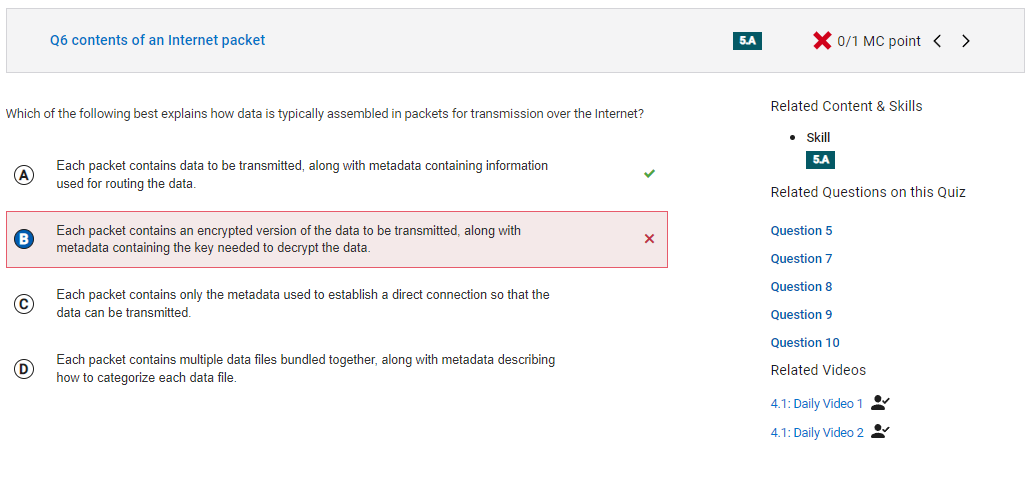 Q6 contents of an Internet packet
5.A
0/1 MC point
Which of the following best explains how data is typically assembled in packets for transmission over the Internet?
A
Each packet contains data to be transmitted, along with metadata containing information
used for routing the data.
B
Each packet contains an encrypted version of the data to be transmitted, along with
metadata containing the key needed to decrypt the data.
C
Each packet contains only the metadata used to establish a direct connection so that the
data can be transmitted.
D
Each packet contains multiple data files bundled together, along with metadata describing
how to categorize each data file.
Related Content & Skills
Skill
5.A
Related Questions on this Quiz
Question 5
Question 7
Question 8
Question 9
Question 10
Related Videos
4.1: Daily Video 1
4.1: Daily Video 2